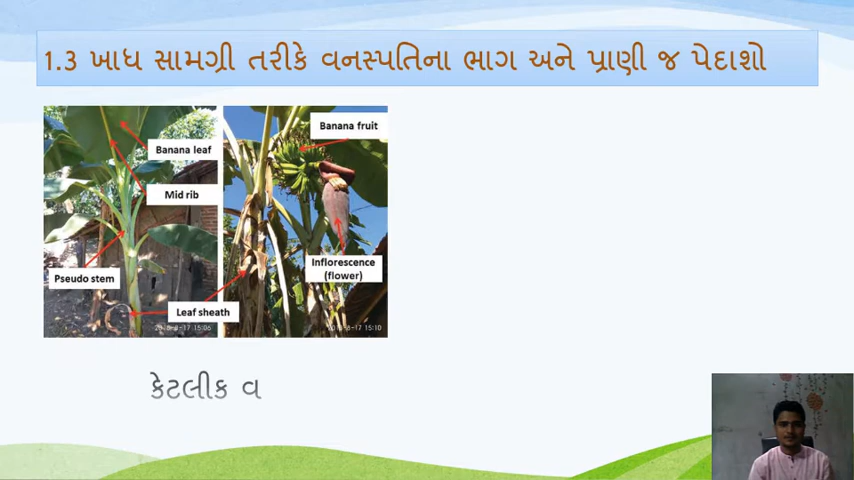 1.3 ખાધ સામગ્રી તરીકે વનસ્પતિના ભાગ અને પ્રાણી જ પેદાશો
Banana leaf
Mid rib
Pseudo stem
Leaf sheath
Banana fruit
Inflorescence
(flower)
કેટલીક વ